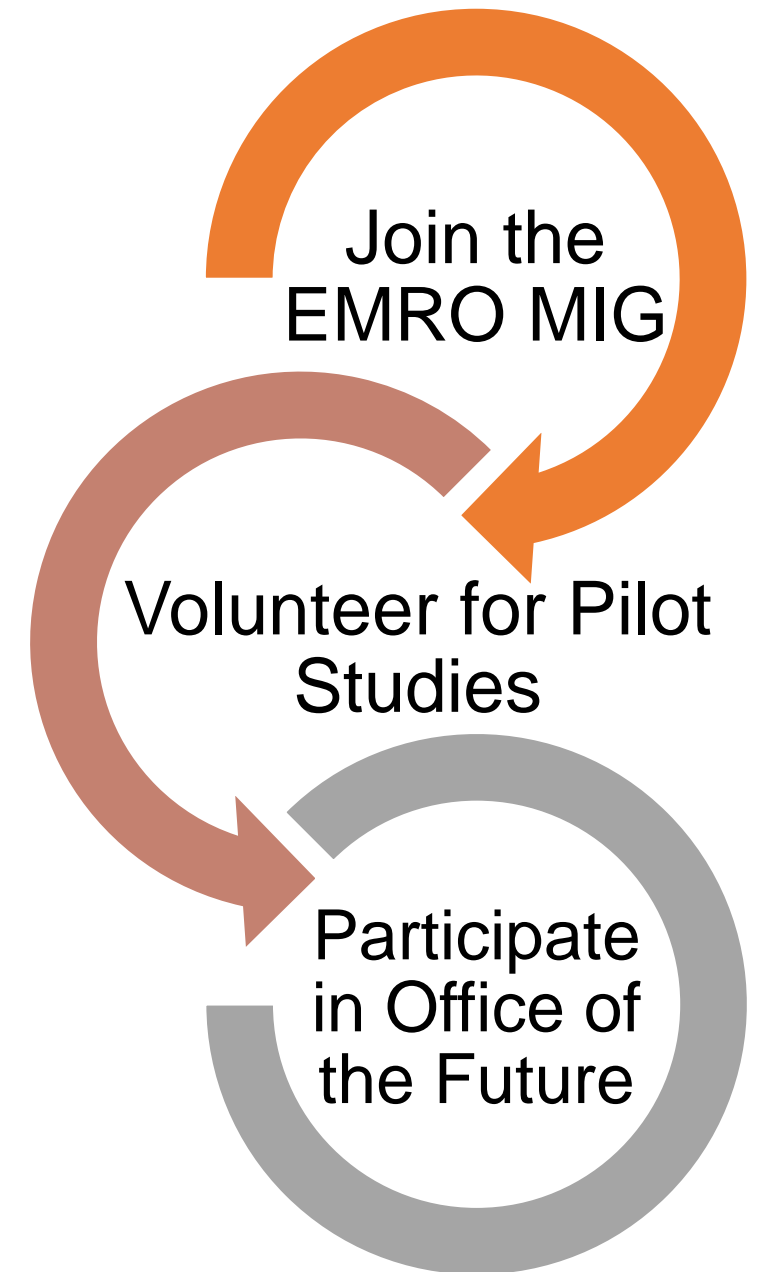 Join the
EMRO MIG
Volunteer for Pilot
Studies
Participate
in Office of
the Future